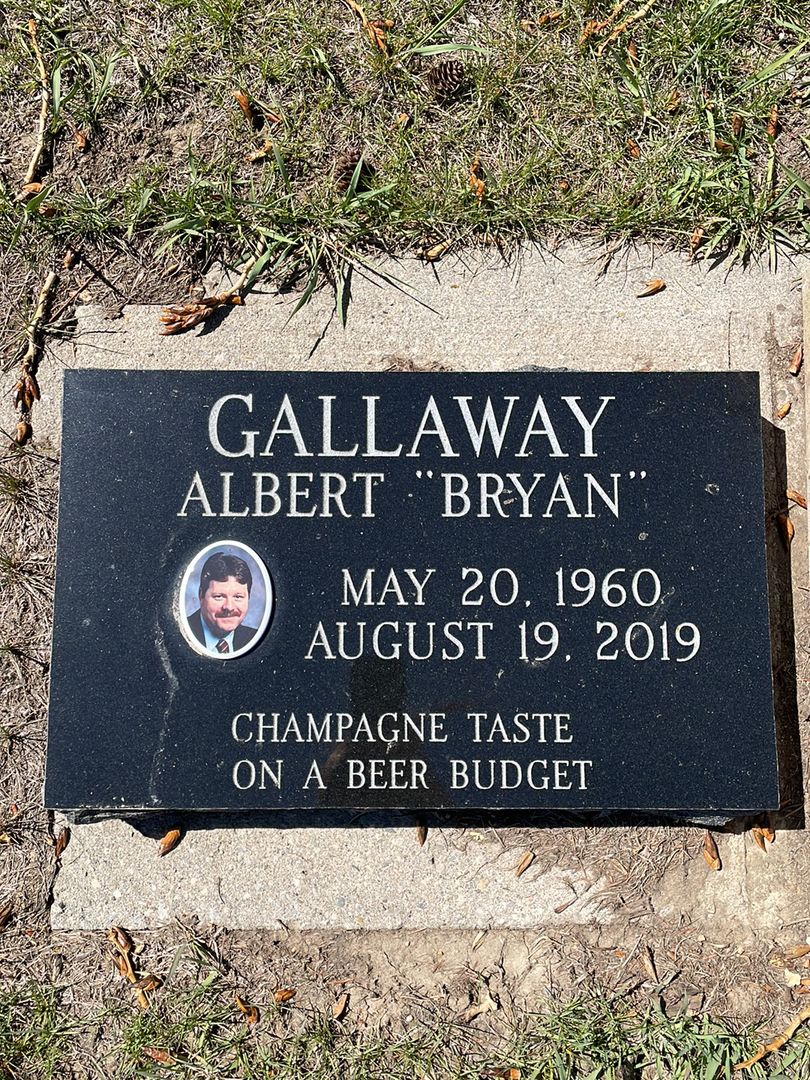 GALLAWAY
ALBERT "BRYAN"
MAY 20, 1960
AUGUST 19, 2019
CHAMPAGNE TASTE
ON A BEER BUDGET